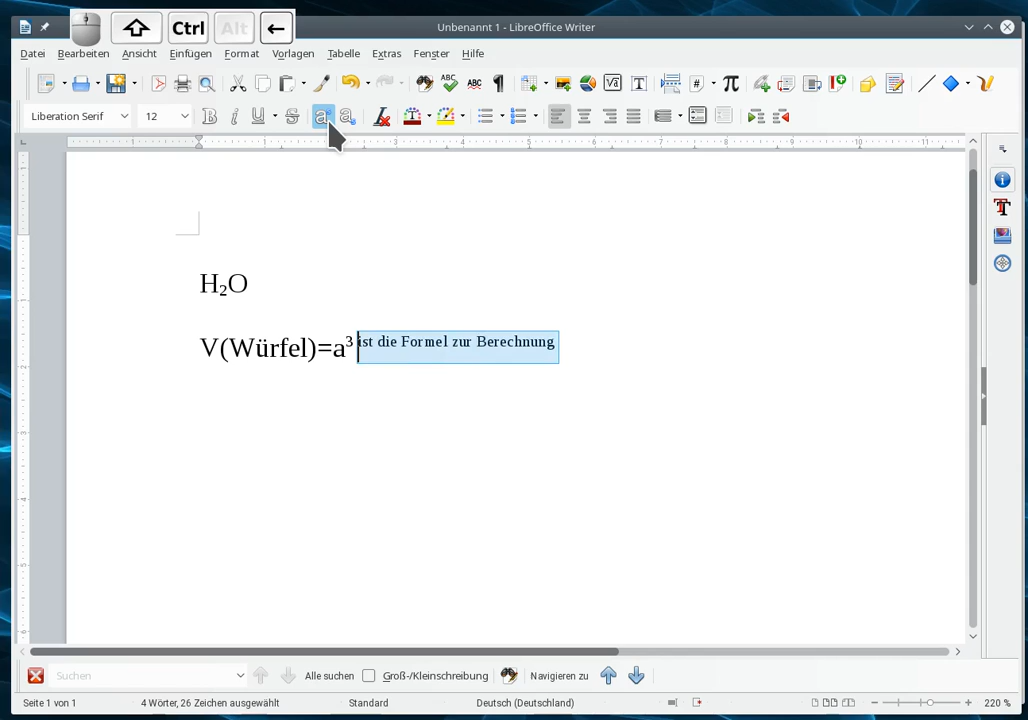 Ctrl Alt
Unbenannt 1 - LibreOffice Writer
Datei Bearbeiten Ansicht Einfügen Format Vorlagen Tabelle Extras Fenster Hilfe
Liberation Serif 12
H₂O
V(Würfel)=a³ ist die Formel zur Berechnung
Suchen Alle suchen Groß-/Kleinschreibung Navigieren zu
Seite 1 von 1 4 Wörter, 26 Zeichen ausgewählt Standard Deutsch (Deutschland) 220 %